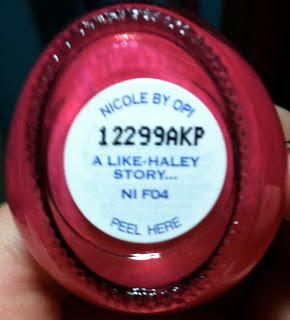 NICOLE BY OPI
12299AKP
A LIKE-HALEY
STORY...
NI F04
PEEL HERE